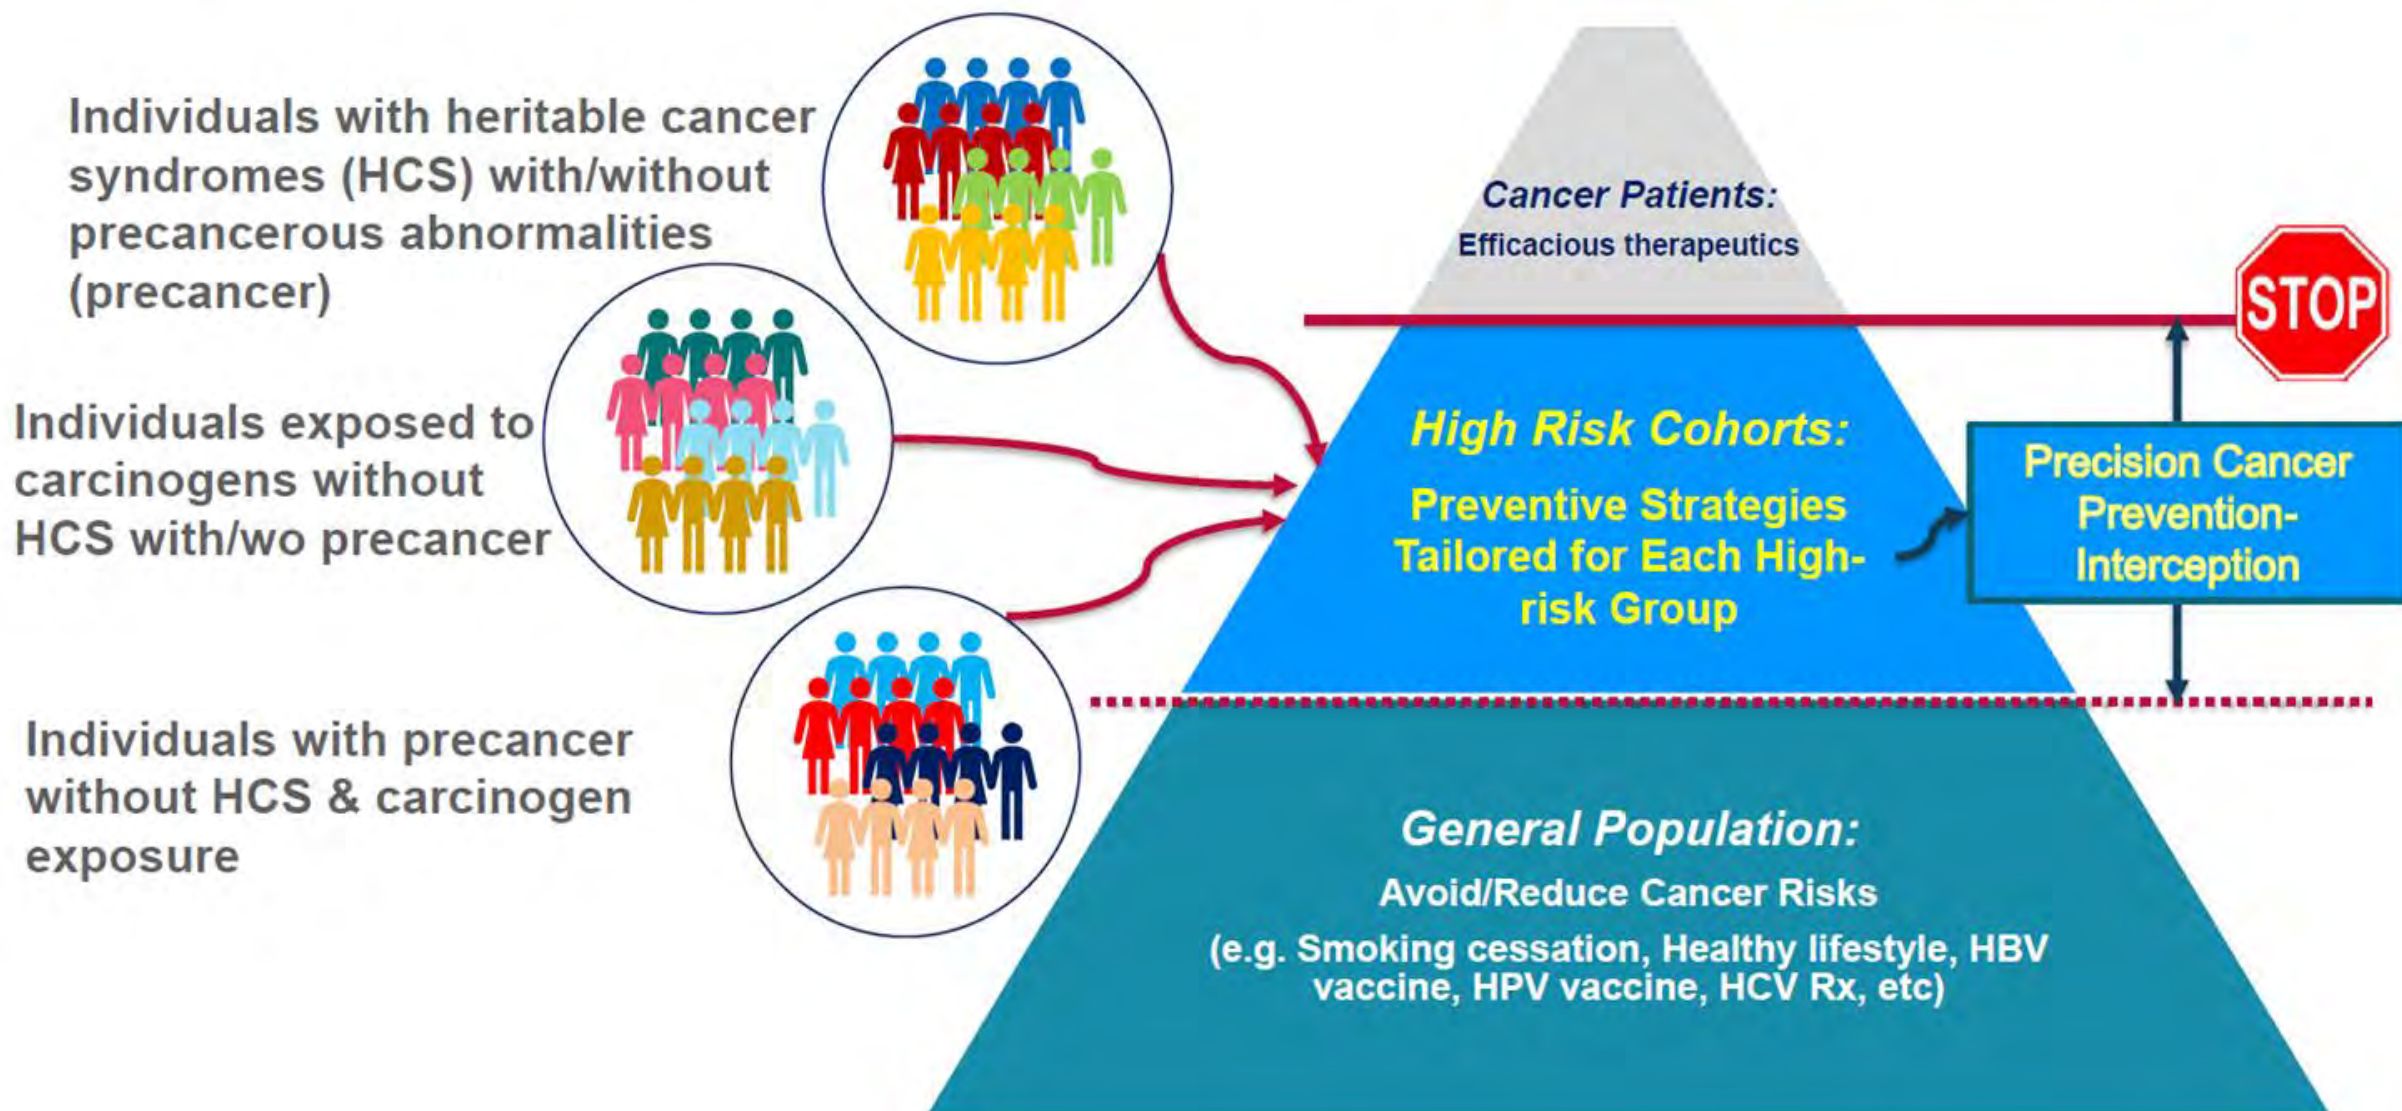 Individuals with heritable cancer
syndromes (HCS) with/without
precancerous abnormalities
(precancer)
Individuals exposed to
carcinogens without
HCS with/wo precancer
Individuals with precancer
without HCS & carcinogen
exposure
Cancer Patients:
Efficacious therapeutics
STOP
High Risk Cohorts:
Preventive Strategies
Tailored for Each High-
risk Group
Precision Cancer
Prevention-
Interception
General Population:
Avoid/Reduce Cancer Risks
(e.g. Smoking cessation, Healthy lifestyle, HBV
vaccine, HPV vaccine, HCV Rx, etc)